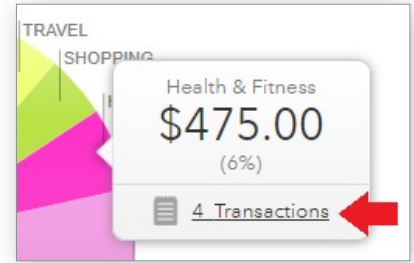 TRAVEL
SHOPPING
H
Health & Fitness
$475.00
(6%)
4 Transactions